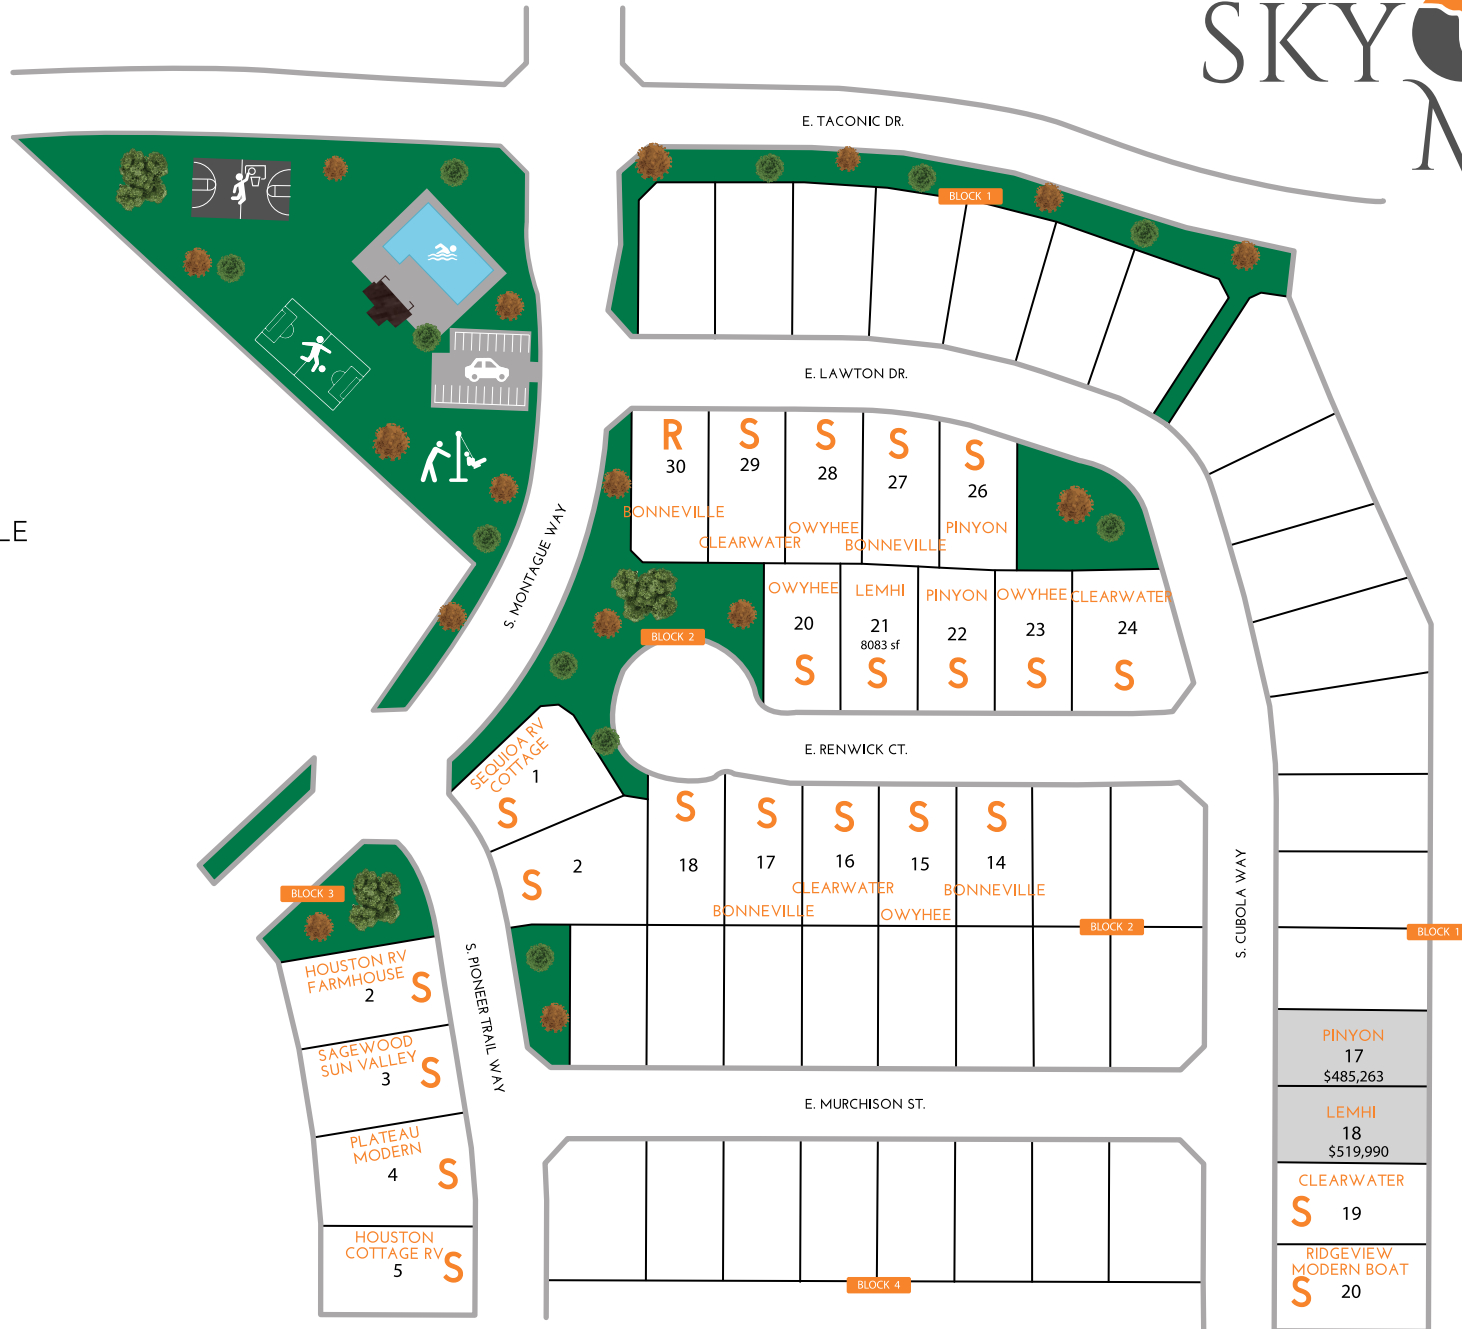 SKY
M
E. TACONIC DR.
BLOCK 1
E. LAWTON DR.
R
30
BONNEVILLE
S
29
CLEARWATER
S
28
OWYHEE
S
27
BONNEVILLE
S
26
PINYON
LE
S. MONTAGUE WAY
OWYHEE
20
S
LEMHI
21
8083 sf
S
PINYON
22
S
OWYHEE
23
S
CLEARWATER
24
S
BLOCK 2
E. RENWICK CT.
SEQUIOA RV
COTTAGE
1
S
2
S
S
18
S
17
BONNEVILLE
S
16
CLEARWATER
S
15
OWYHEE
S
14
BONNEVILLE
BLOCK 2
S. CUBOLA WAY
BLOCK 1
BLOCK 3
HOUSTON RV
FARMHOUSE
2
S
SAGEWOOD
SUN VALLEY
3
S
PLATEAU
MODERN
4
S
HOUSTON
COTTAGE RV
5
S
S. PIONEER TRAIL WAY
E. MURCHISON ST.
BLOCK 4
PINYON
17
$485,263
LEMHI
18
$519,990
CLEARWATER
S
19
RIDGEVIEW
MODERN BOAT
S
20